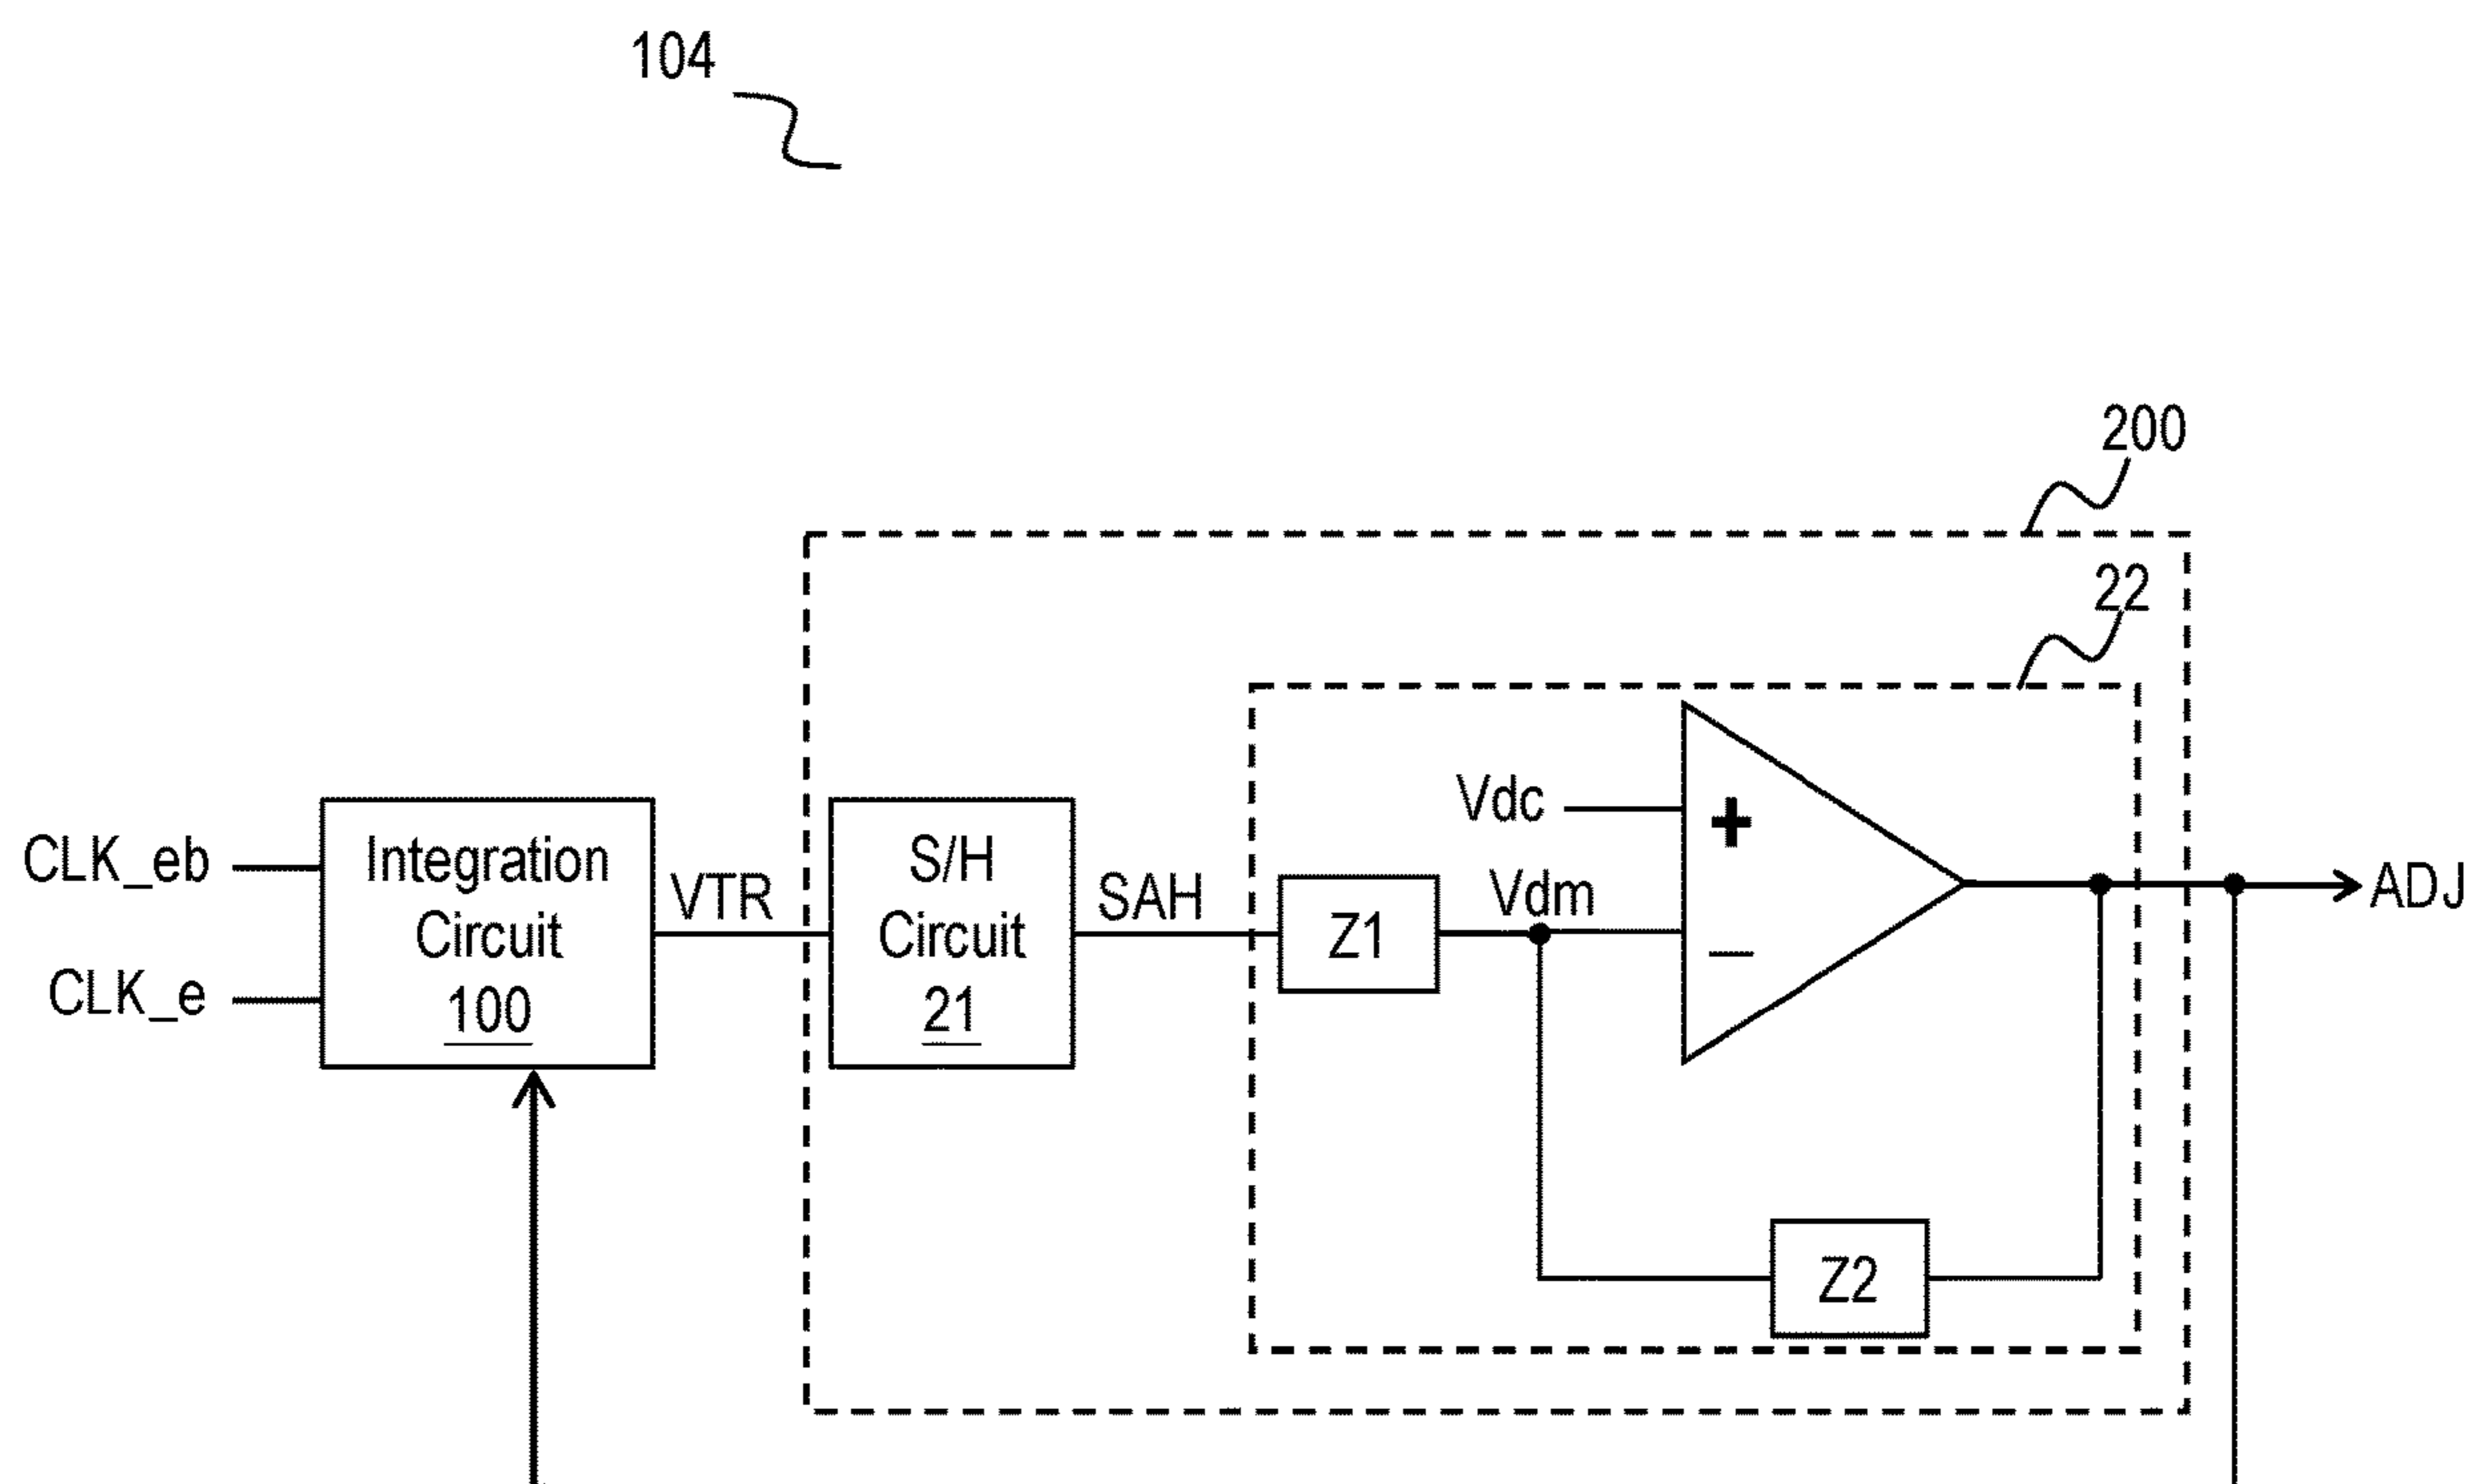 104
200
22
Vdc
+
CLK_eb
Integration
Circuit
100
VTR
S/H
Circuit
21
SAH
Z1
Vdm
−
ADJ
CLK_e
Z2